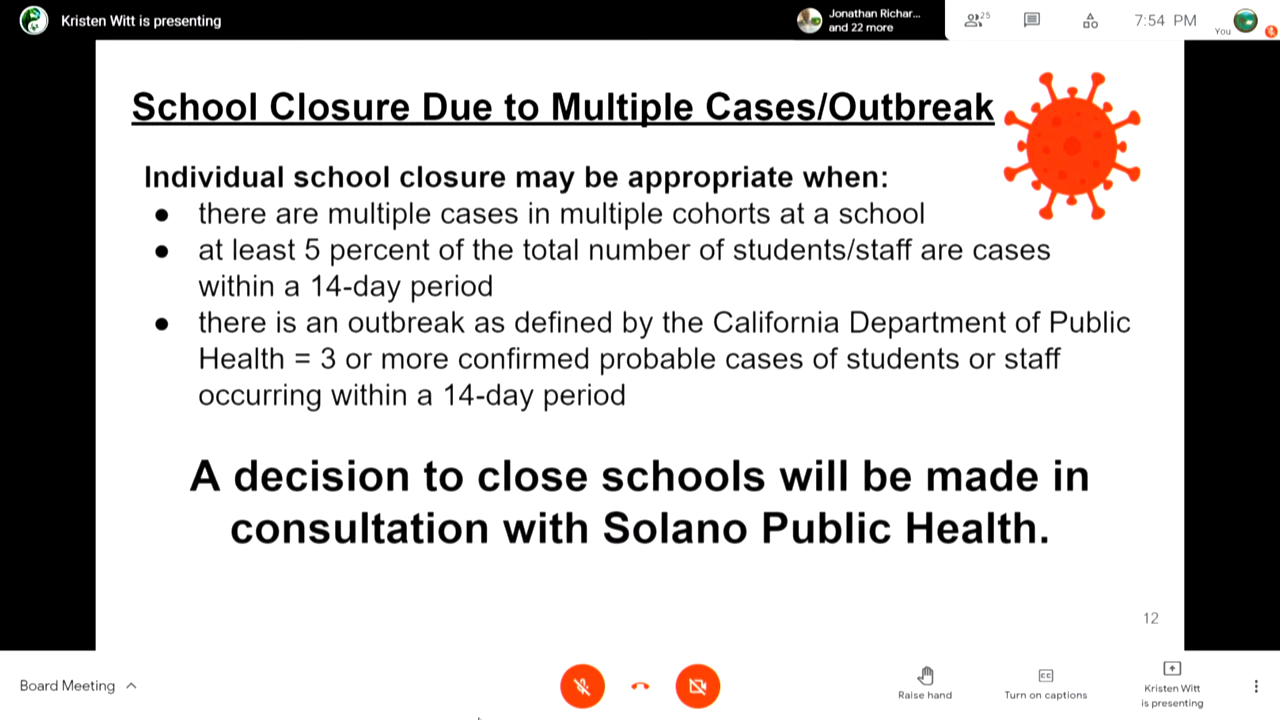 Kristen Witt is presenting
Jonathan Richar...
and 22 more
25
7:54 PM
You
School Closure Due to Multiple Cases/Outbreak
Individual school closure may be appropriate when:
● there are multiple cases in multiple cohorts at a school
● at least 5 percent of the total number of students/staff are cases
within a 14-day period
● there is an outbreak as defined by the California Department of Public
Health = 3 or more confirmed probable cases of students or staff
occurring within a 14-day period
A decision to close schools will be made in
consultation with Solano Public Health.
12
Board Meeting
Raise hand
CC
Turn on captions
Kristen Witt
is presenting